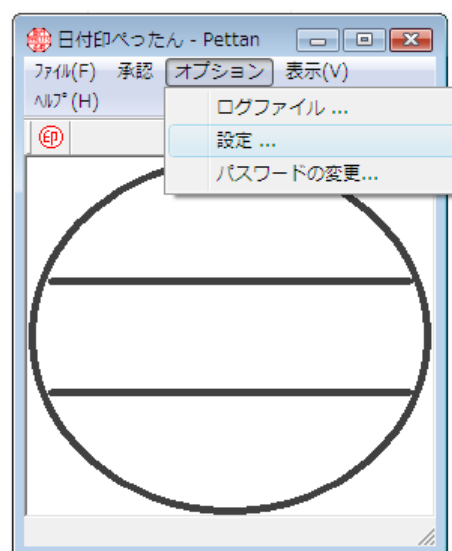 日付印ぺったん - Pettan
ﾌｧｲﾙ(F) 承認 オプション 表示(V)
ﾍﾙﾌﾟ(H)
ログファイル ...
設定 ...
パスワードの変更...
印